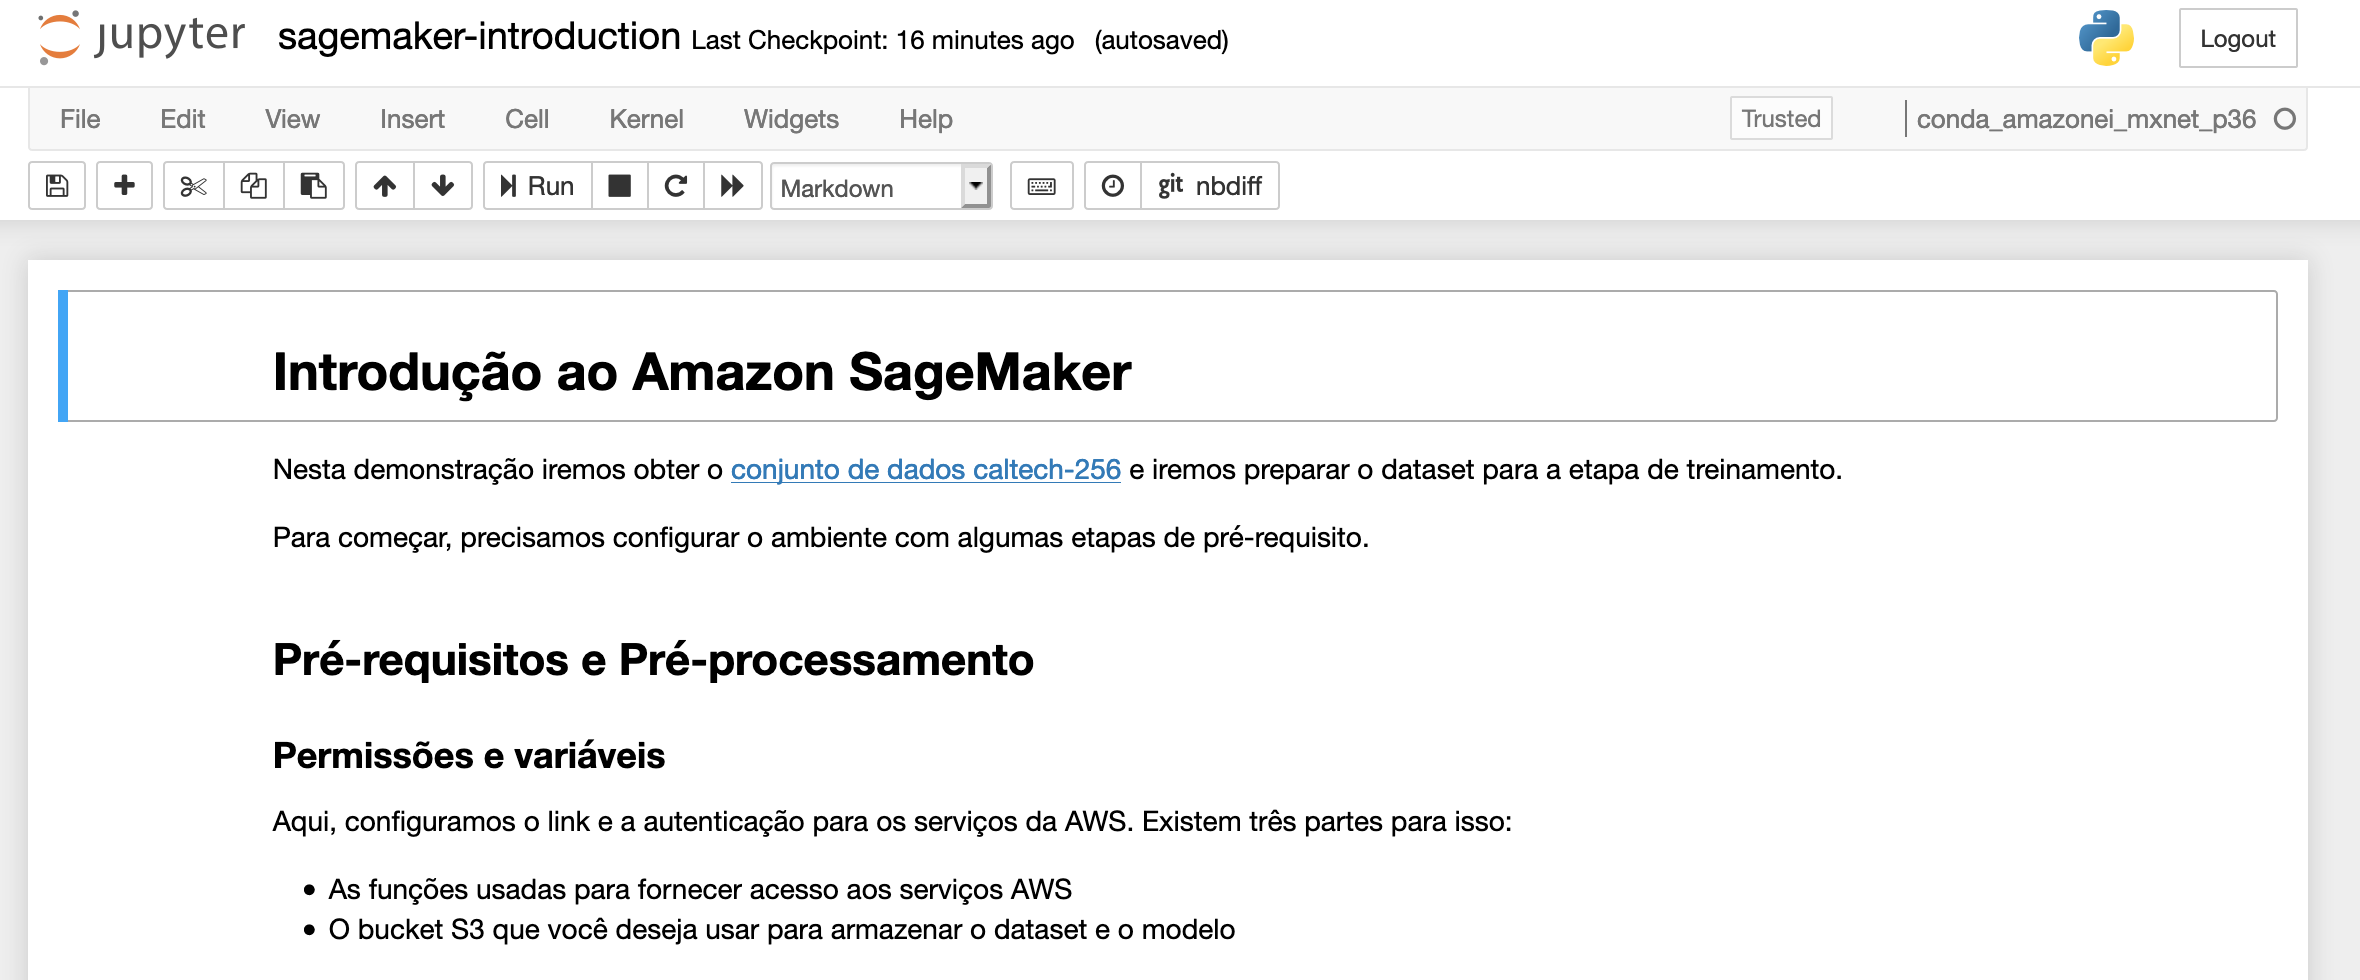 jupyter sagemaker-introduction Last Checkpoint: 16 minutes ago (autosaved) Logout
File Edit View Insert Cell Kernel Widgets Help Trusted conda_amazonei_mxnet_p36
Run Markdown git nbdiff
Introdução ao Amazon SageMaker
Nesta demonstração iremos obter o conjunto de dados caltech-256 e iremos preparar o dataset para a etapa de treinamento.
Para começar, precisamos configurar o ambiente com algumas etapas de pré-requisito.
Pré-requisitos e Pré-processamento
Permissões e variáveis
Aqui, configuramos o link e a autenticação para os serviços da AWS. Existem três partes para isso:
• As funções usadas para fornecer acesso aos serviços AWS
• O bucket S3 que você deseja usar para armazenar o dataset e o modelo